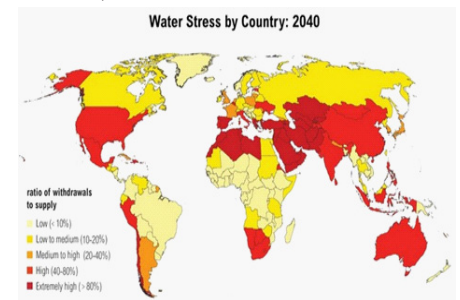 Water Stress by Country: 2040
ratio of withdrawals
to supply
Low (< 10%)
Low to medium (10-20%)
Medium to high (20-40%)
High (40-80%)
Extremely high (> 80%)